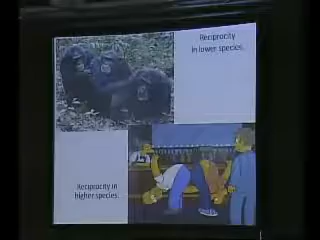 Reciprocity
in lower species.
Reciprocity in
higher species.